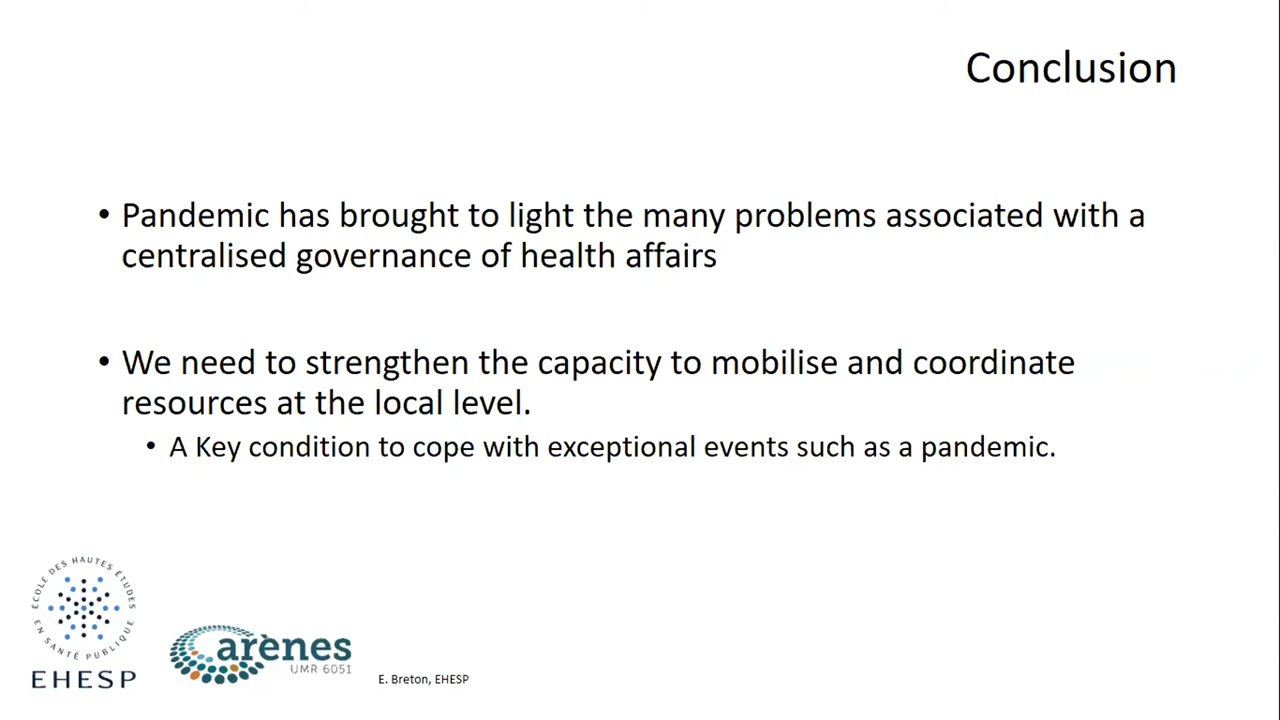 Conclusion
• Pandemic has brought to light the many problems associated with a
centralised governance of health affairs
• We need to strengthen the capacity to mobilise and coordinate
resources at the local level.
• A Key condition to cope with exceptional events such as a pandemic.
ÉCOLE DES HAUTES ÉTUDES
EN SANTÉ PUBLIQUE
EHESP
arènes
UMR 6051
E. Breton, EHESP